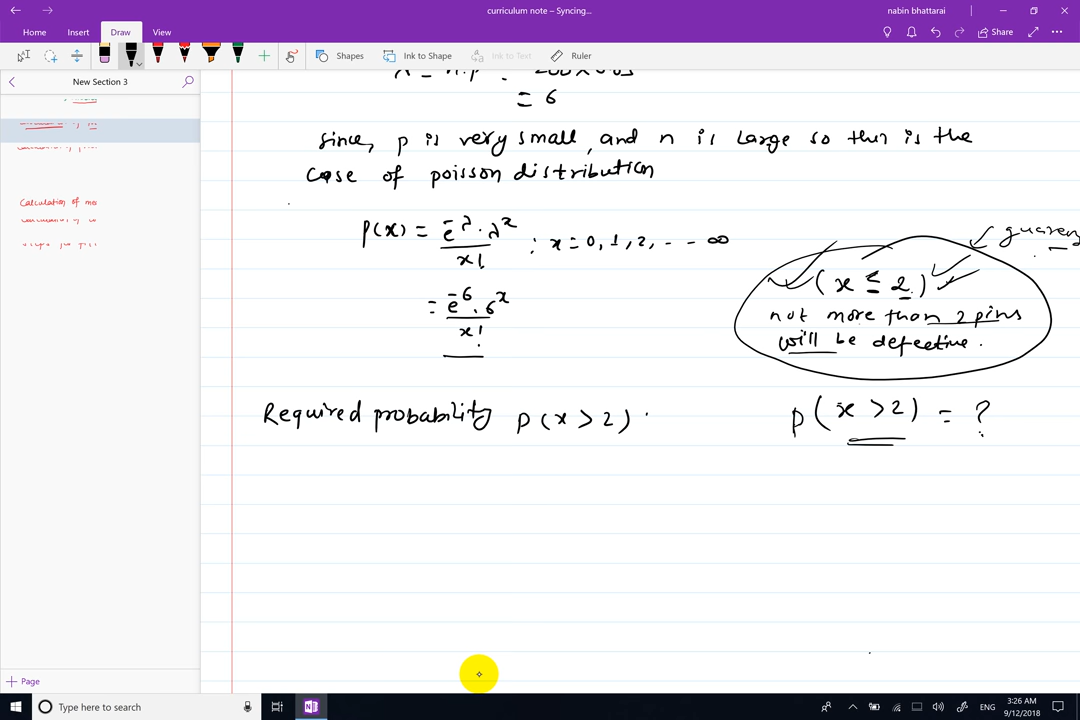 curriculum note – Syncing...
nabin bhattarai
Home Insert Draw View
Share
Shapes
Ink to Shape
Ink to Text
Ruler
New Section 3
Calculation of
= 6
Since, p is very small, and n is large so this is the
case of poisson distribution
p(x) = e^-λ · λ^x / x! ; x = 0, 1, 2, - - - ∞
= e^-6 · 6^x / x!
(x ≤ 2)
not more than 2 pins
will be defective.
Required probability P(x > 2)
P(x > 2) = ?
+ Page
Type here to search
ENG
3:26 AM
9/12/2018